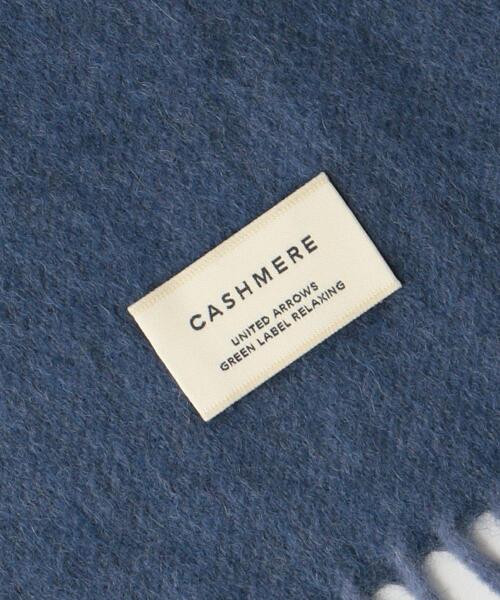 CASHMERE
UNITED ARROWS
GREEN LABEL RELAXING